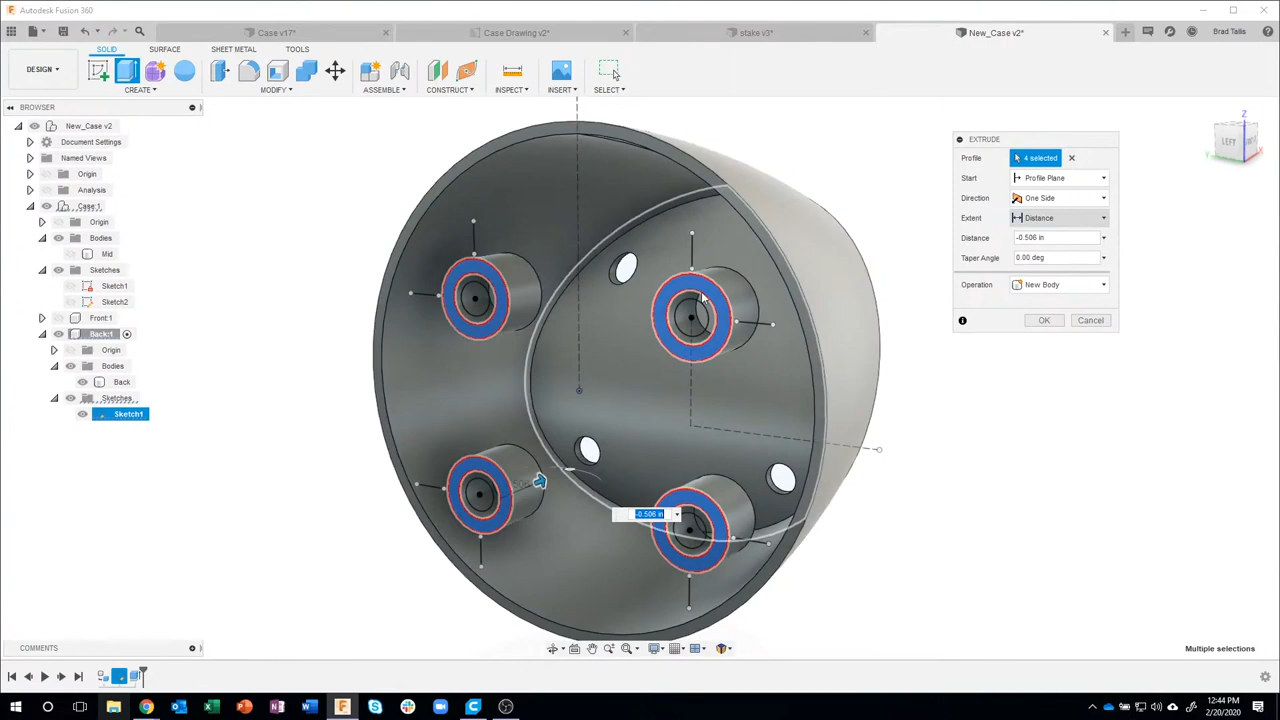 Autodesk Fusion 360
Case v17*
Case Drawing v2*
stake v3*
New_Case v2*
Brad Tallis
SOLID
SURFACE
SHEET METAL
TOOLS
DESIGN
CREATE
MODIFY
ASSEMBLE
CONSTRUCT
INSPECT
INSERT
SELECT
BROWSER
New_Case v2
Document Settings
Named Views
Origin
Analysis
Case:1
Origin
Bodies
Mid
Sketches
Sketch1
Sketch2
Front:1
Back:1
Origin
Bodies
Back
Sketches
Sketch1
Z
LEFT
EXTRUDE
Profile
4 selected
Start
Profile Plane
Direction
One Side
Extent
Distance
Distance
-0.506 in
Taper Angle
0.00 deg
Operation
New Body
OK
Cancel
-0.506 in
COMMENTS
Multiple selections
12:44 PM
2/20/2020